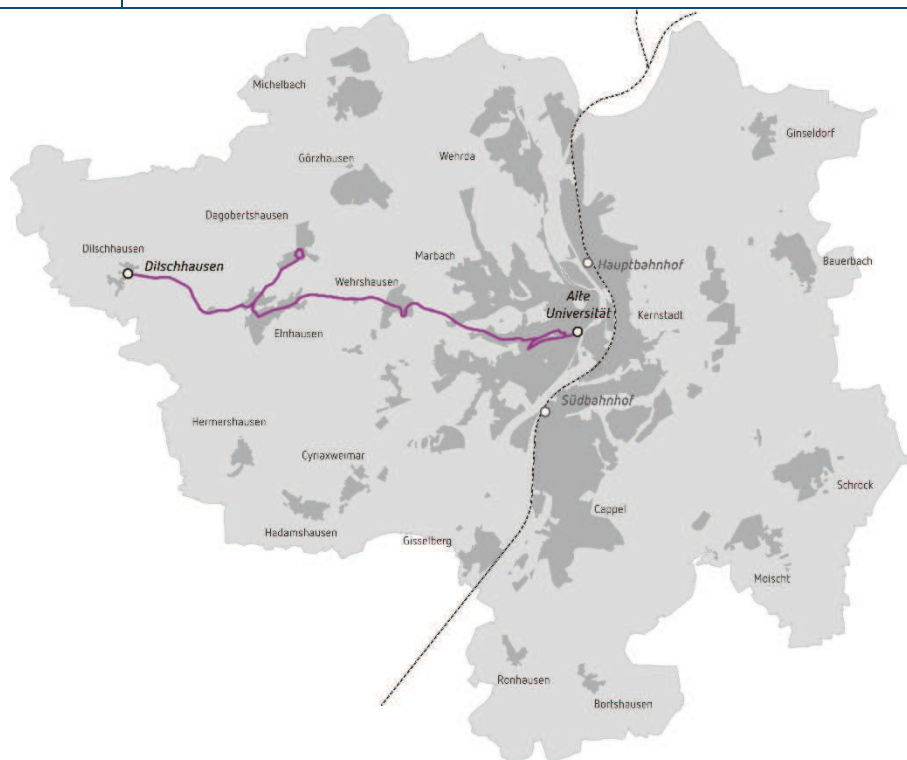 Michelbach
Ginseldorf
Wehrda
Görzhausen
Dagobertshausen
Dilschhausen
Dilschhausen
Marbach
Bauerbach
Hauptbahnhof
Wehrshausen
Alte
Universität
Kernstadt
Elnhausen
Südbahnhof
Hermershausen
Cyriaxweimar
Schröck
Cappel
Hadamshausen
Gisselberg
Moischt
Ronhausen
Bortshausen